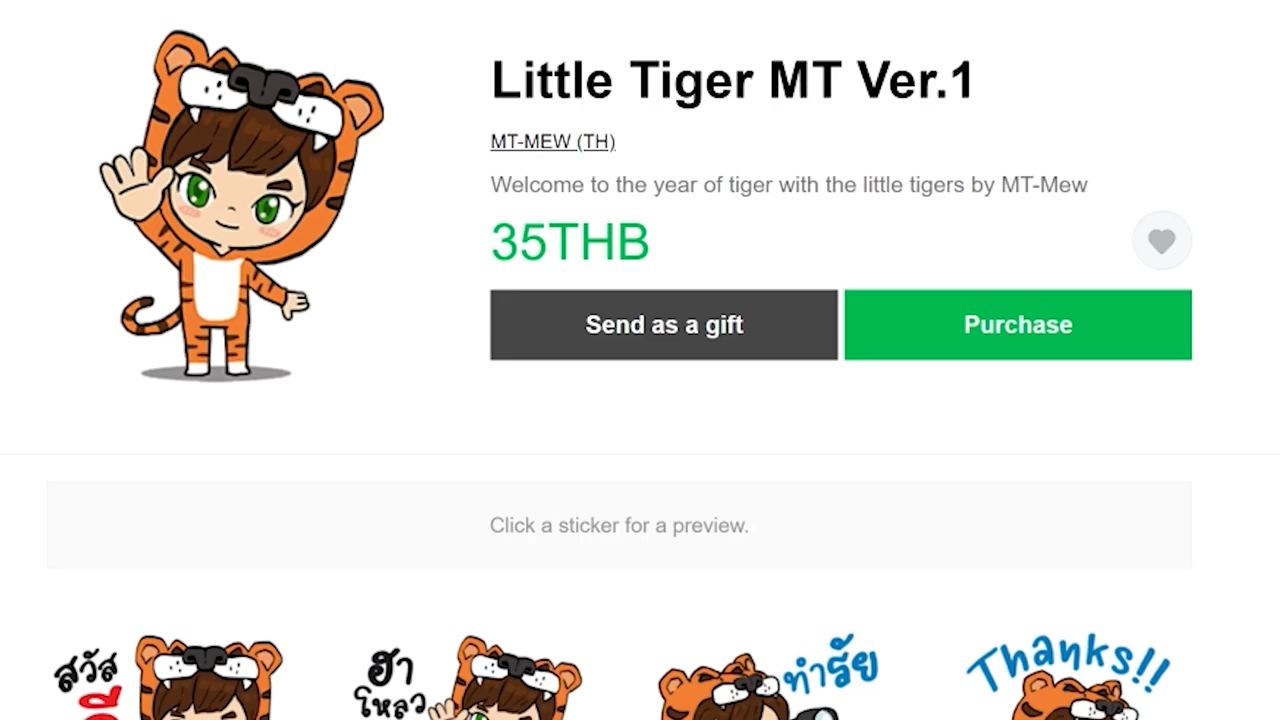 Little Tiger MT Ver.1
MT-MEW (TH)
Welcome to the year of tiger with the little tigers by MT-Mew
35THB
Send as a gift
Purchase
Click a sticker for a preview.
สวัส
ฮา
โหลว
ทำรัย
Thanks!!